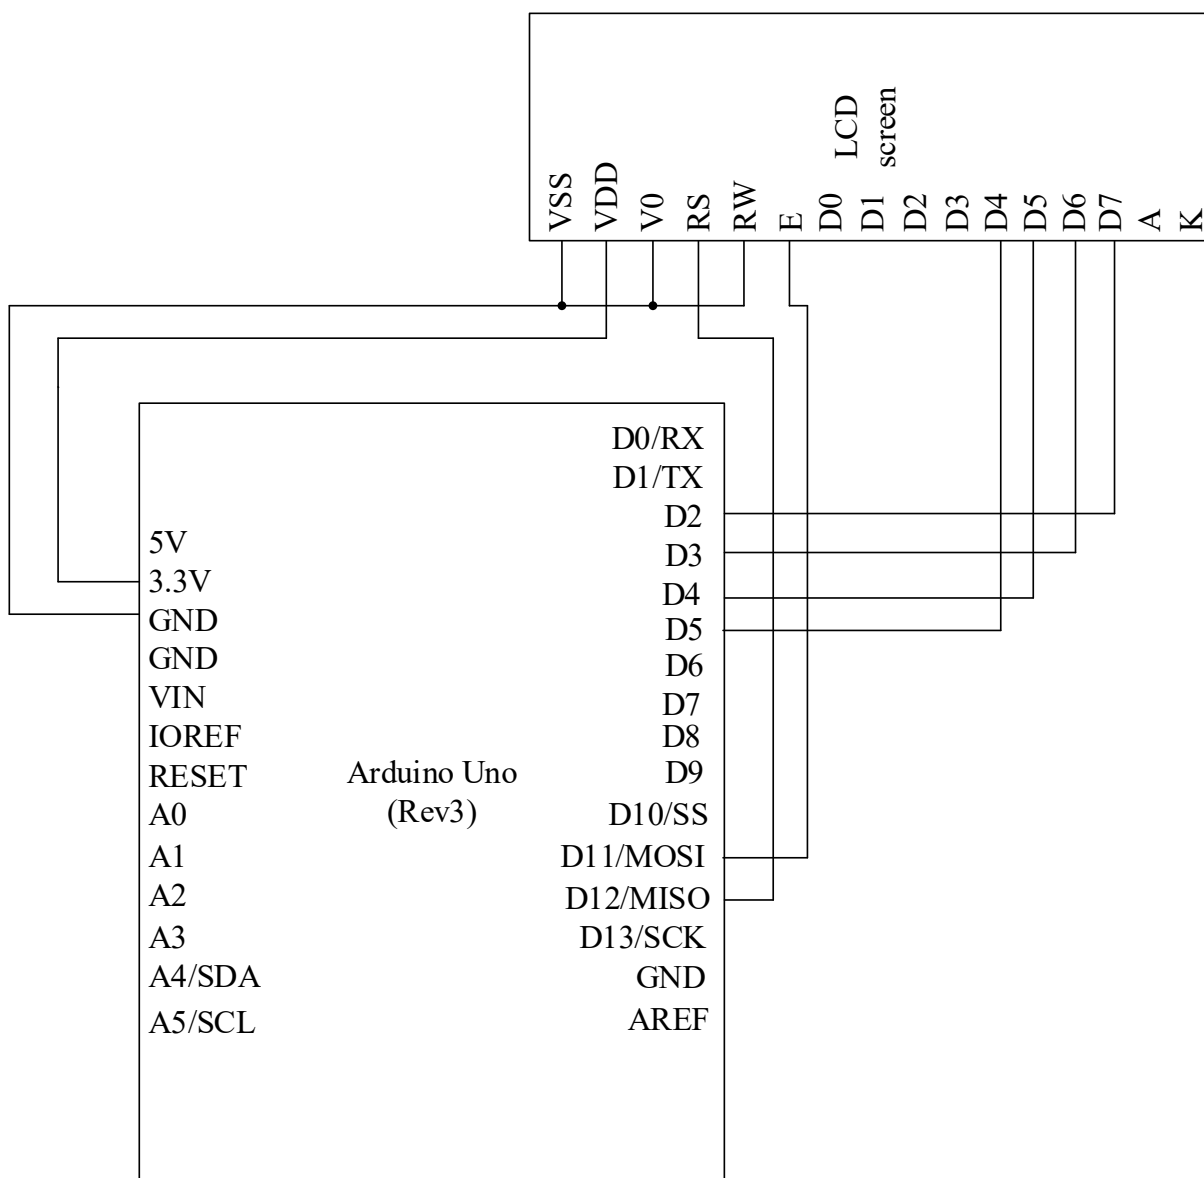 LCD
screen
VSS
VDD
V0
RS
RW
E
D0
D1
D2
D3
D4
D5
D6
D7
A
K
5V
3.3V
GND
GND
VIN
IOREF
RESET
A0
A1
A2
A3
A4/SDA
A5/SCL
Arduino Uno
(Rev3)
D0/RX
D1/TX
D2
D3
D4
D5
D6
D7
D8
D9
D10/SS
D11/MOSI
D12/MISO
D13/SCK
GND
AREF